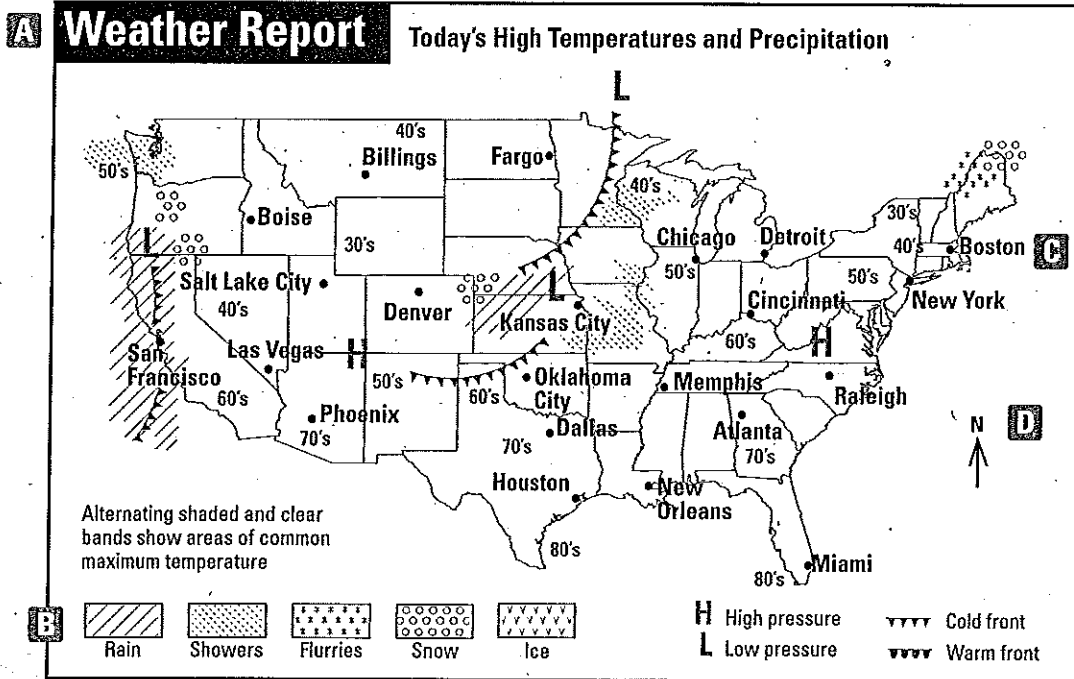 A
Weather Report
Today's High Temperatures and Precipitation
L
40's
Billings
Fargo
50's
40's
Boise
30's
Chicago
Detroit
30's
40's
Boston
C
L
Salt Lake City
50's
50's
New York
40's
Denver
L
Kansas City
Cincinnati
60's
H
San
Francisco
Las Vegas
H
50's
60's
Oklahoma
City
Memphis
Raleigh
60's
Phoenix
70's
70's
Dallas
Atlanta
70's
N
D
Houston
New
Orleans
Alternating shaded and clear
bands show areas of common
maximum temperature
80's
80's
Miami
B
Rain
Showers
Flurries
Snow
Ice
H High pressure
L Low pressure
Cold front
Warm front